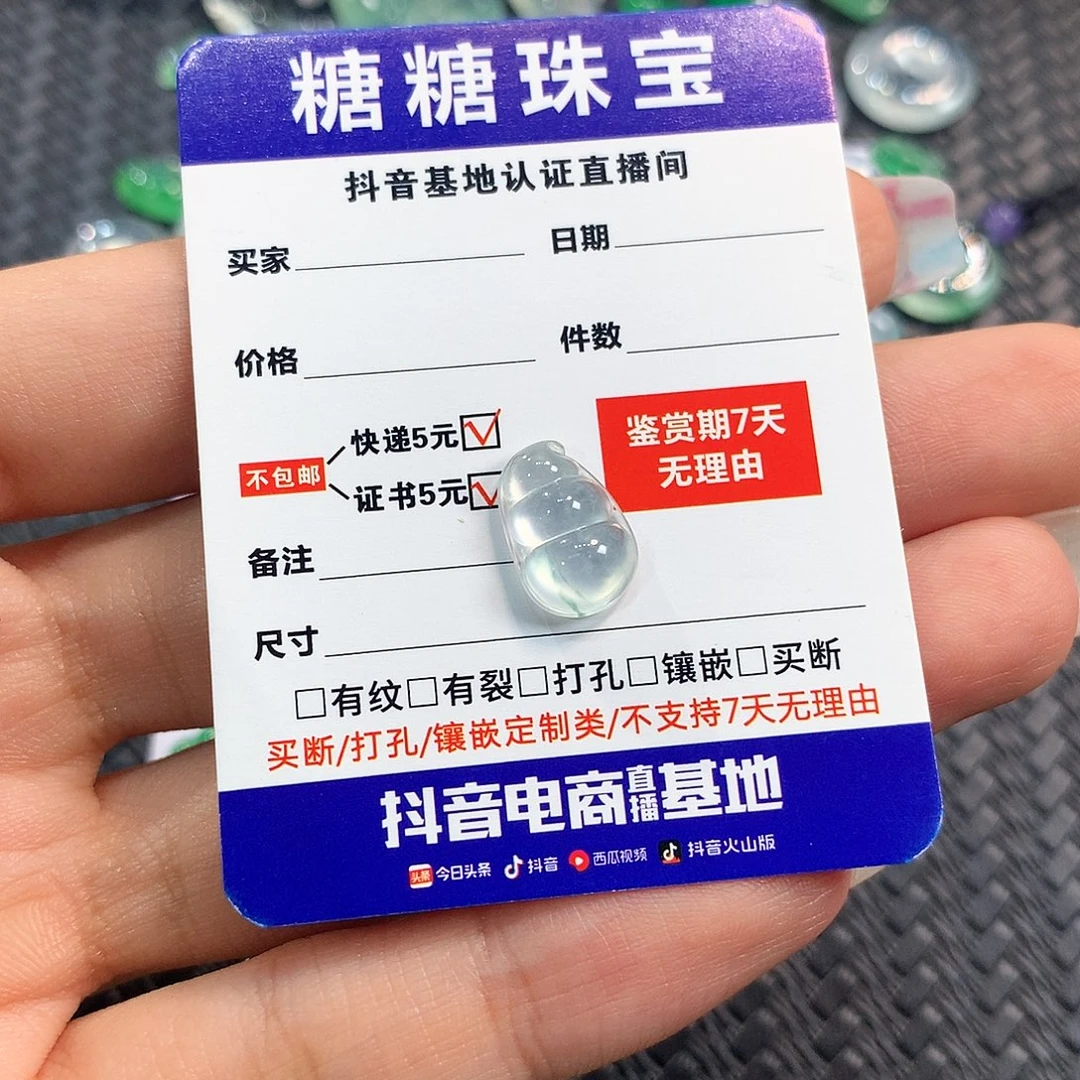 糖糖珠宝
抖音基地认证直播间
买家 日期
价格 件数
快递5元
不包邮
证书5元
鉴赏期7天
无理由
备注
尺寸
□有纹□有裂□打孔□镶嵌□买断
买断/打孔/镶嵌定制类/不支持7天无理由
抖音电商直播基地
头条 今日头条 抖音 西瓜视频 抖音火山版